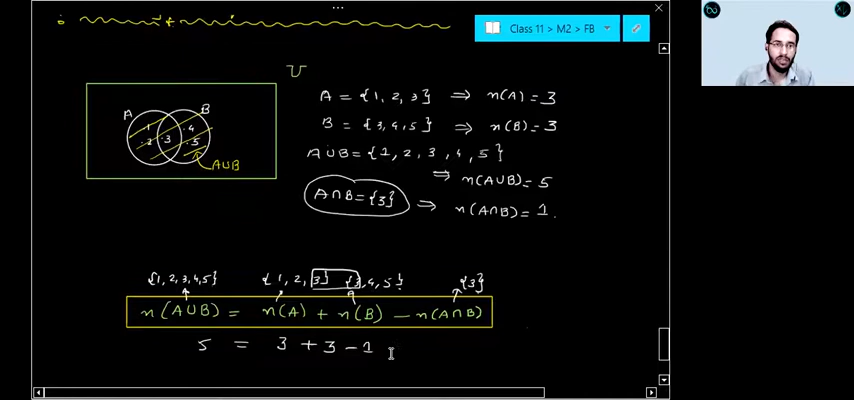 Class 11 > M2 > FB
U
A = {1, 2, 3} ⇒ n(A) = 3
A B
B = {3, 4, 5} ⇒ n(B) = 3
1 .4
.2 .3 .5
A∪B = {1, 2, 3, 4, 5}
A∪B
⇒ n(A∪B) = 5
A∩B = {3} ⇒ n(A∩B) = 1.
{1, 2, 3, 4, 5} {1, 2, 3} {3, 4, 5} {3}
n(A∪B) = n(A) + n(B) − n(A∩B)
5 = 3 + 3 − 1